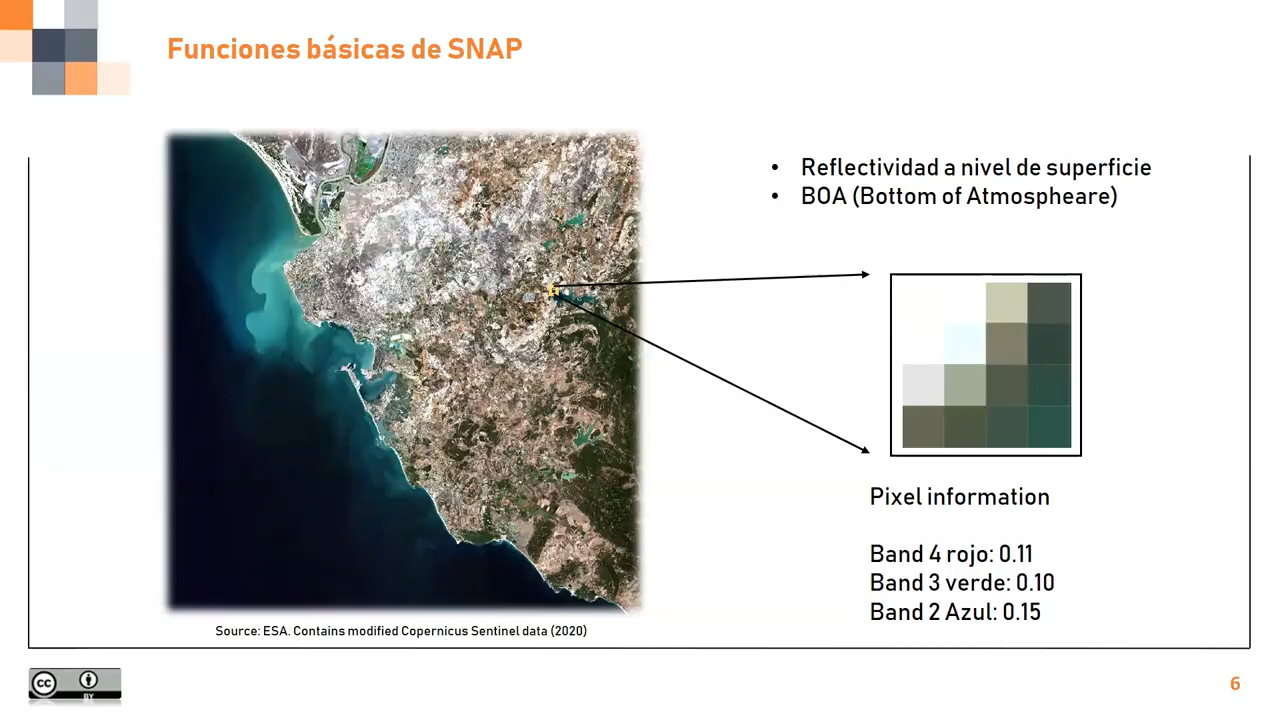 Funciones básicas de SNAP
• Reflectividad a nivel de superficie
• BOA (Bottom of Atmospheare)
Pixel information
Band 4 rojo: 0.11
Band 3 verde: 0.10
Band 2 Azul: 0.15
Source: ESA. Contains modified Copernicus Sentinel data (2020)
cc
BY
6